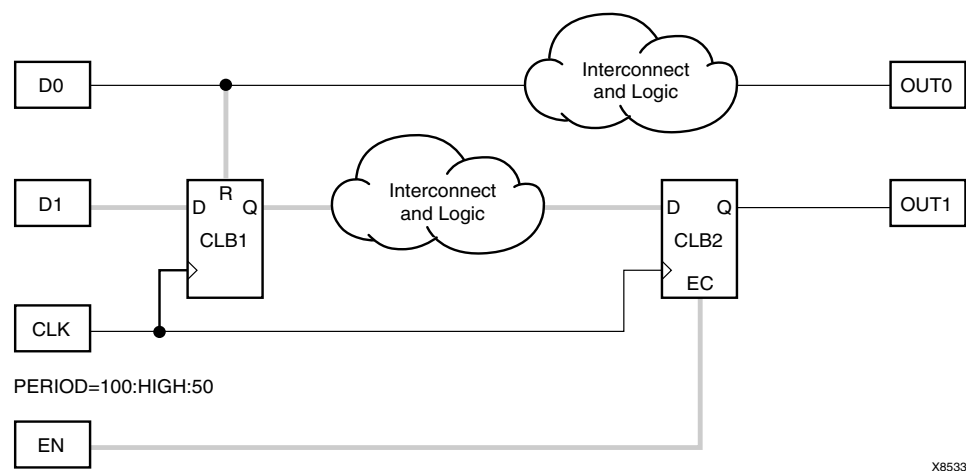 D0
Interconnect
and Logic
OUT0
D1
R
D Q
CLB1
Interconnect
and Logic
D Q
CLB2
EC
OUT1
CLK
PERIOD=100:HIGH:50
EN
X8533